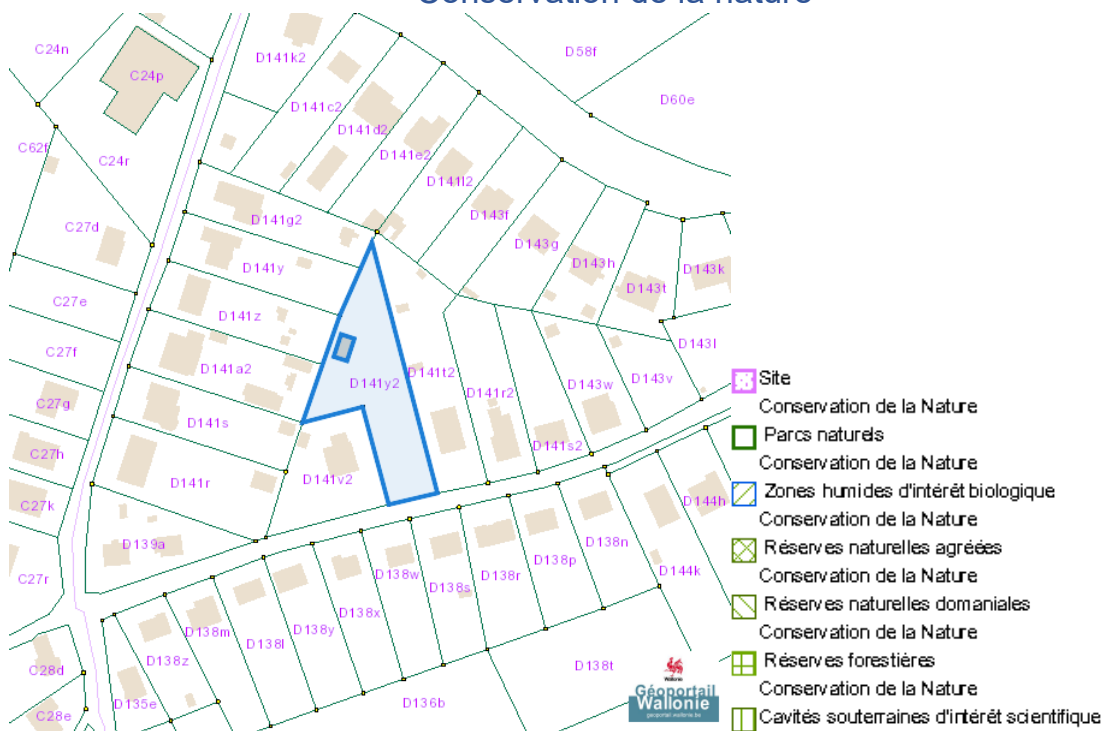 Conservation de la nature
C24n
D141k2
D58f
C24p
D60e
D141c2
D141d2
C62f
D141e2
C24r
D141l2
D143f
D141g2
C27d
D143g
D141y
D143h
D143k
D143t
C27e
D141z
D143l
C27f
D141a2
D141y2
D141t2
D141r2
D143w
D143v
C27g
D141s
D141s2
C27h
D141r
D141v2
C27k
D144h
D139a
D138n
D138p
D138w
D138r
D138s
D144k
C27r
D138x
D138m
D138y
D138l
D138z
D138t
C28d
D135e
D136b
C28e
Site
Conservation de la Nature
Parcs naturels
Conservation de la Nature
Zones humides d'intérêt biologique
Conservation de la Nature
Réserves naturelles agréées
Conservation de la Nature
Réserves naturelles domaniales
Conservation de la Nature
Réserves forestières
Conservation de la Nature
Cavités souterraines d'intérêt scientifique
Wallonie
Géoportail
Wallonie
geoportail.wallonie.be